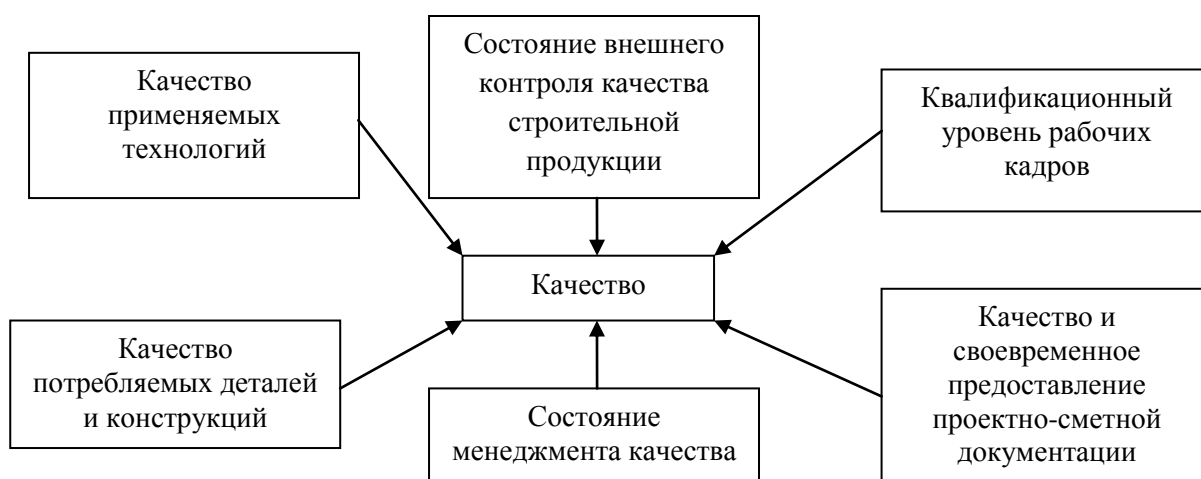 Качество
применяемых
технологий
Состояние внешнего
контроля качества
строительной
продукции
Квалификационный
уровень рабочих
кадров
Качество
Качество
потребляемых деталей
и конструкций
Состояние
менеджмента качества
Качество и
своевременное
предоставление
проектно-сметной
документации